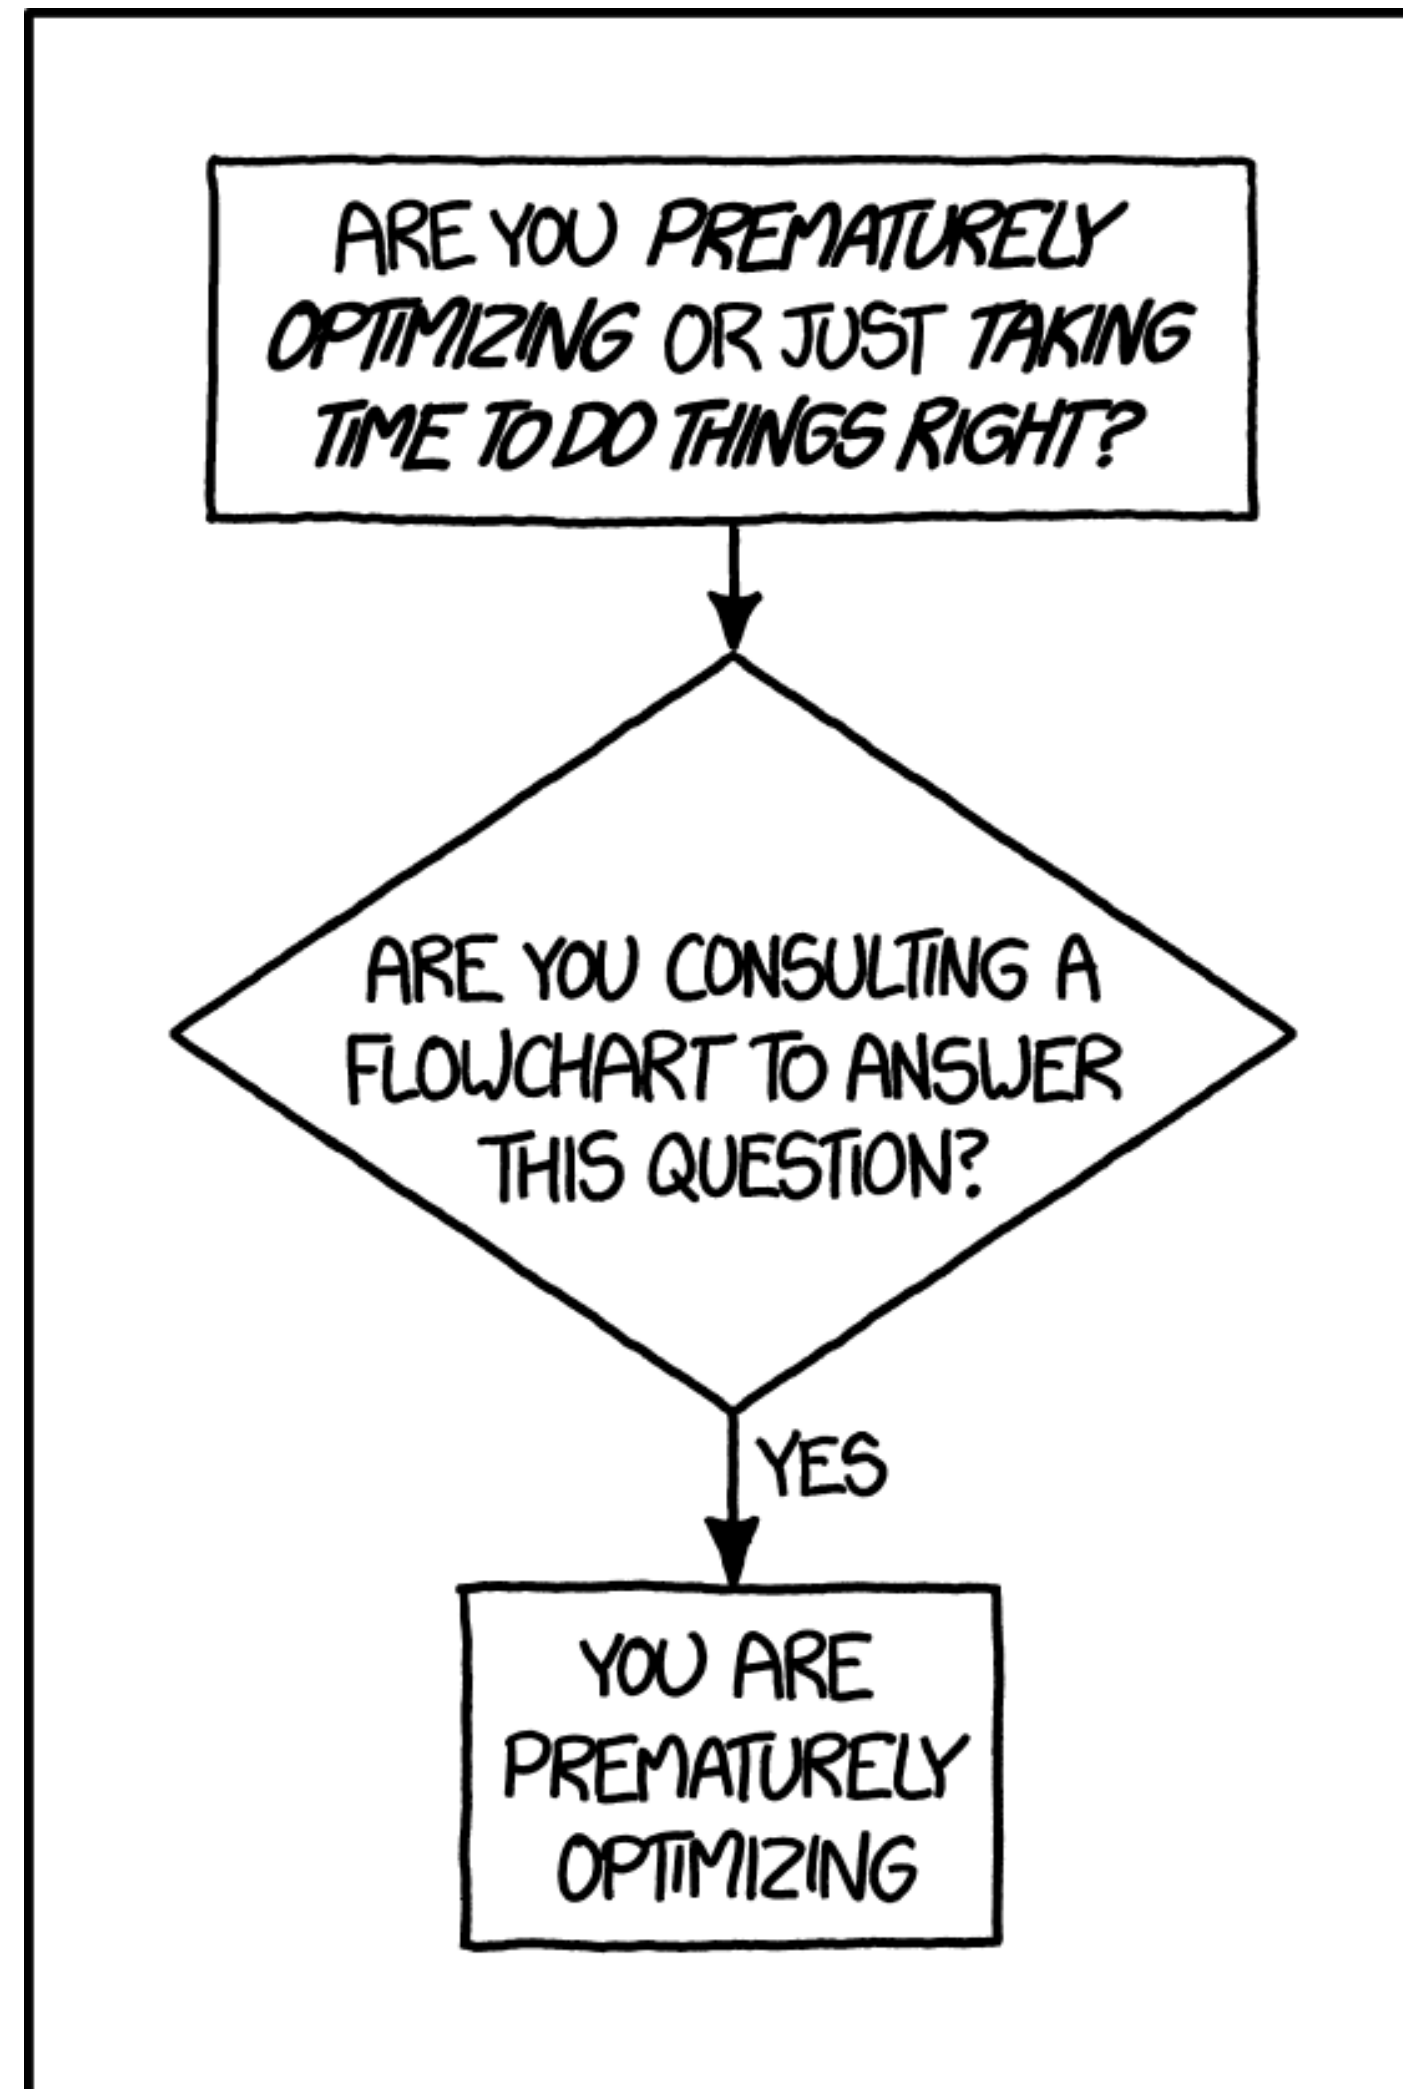 ARE YOU PREMATURELY
OPTIMIZING OR JUST TAKING
TIME TO DO THINGS RIGHT?
ARE YOU CONSULTING A
FLOWCHART TO ANSWER
THIS QUESTION?
YES
YOU ARE
PREMATURELY
OPTIMIZING